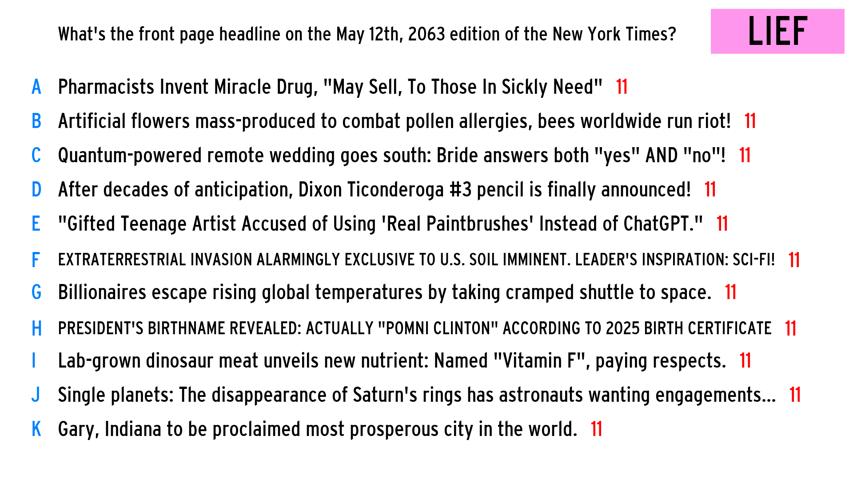 What's the front page headline on the May 12th, 2063 edition of the New York Times?
LIEF
A Pharmacists Invent Miracle Drug, "May Sell, To Those In Sickly Need" 11
B Artificial flowers mass-produced to combat pollen allergies, bees worldwide run riot! 11
C Quantum-powered remote wedding goes south: Bride answers both "yes" AND "no"! 11
D After decades of anticipation, Dixon Ticonderoga #3 pencil is finally announced! 11
E "Gifted Teenage Artist Accused of Using 'Real Paintbrushes' Instead of ChatGPT." 11
F EXTRATERRESTRIAL INVASION ALARMINGLY EXCLUSIVE TO U.S. SOIL IMMINENT. LEADER'S INSPIRATION: SCI-FI! 11
G Billionaires escape rising global temperatures by taking cramped shuttle to space. 11
H PRESIDENT'S BIRTHNAME REVEALED: ACTUALLY "POMNI CLINTON" ACCORDING TO 2025 BIRTH CERTIFICATE 11
I Lab-grown dinosaur meat unveils new nutrient: Named "Vitamin F", paying respects. 11
J Single planets: The disappearance of Saturn's rings has astronauts wanting engagements... 11
K Gary, Indiana to be proclaimed most prosperous city in the world. 11